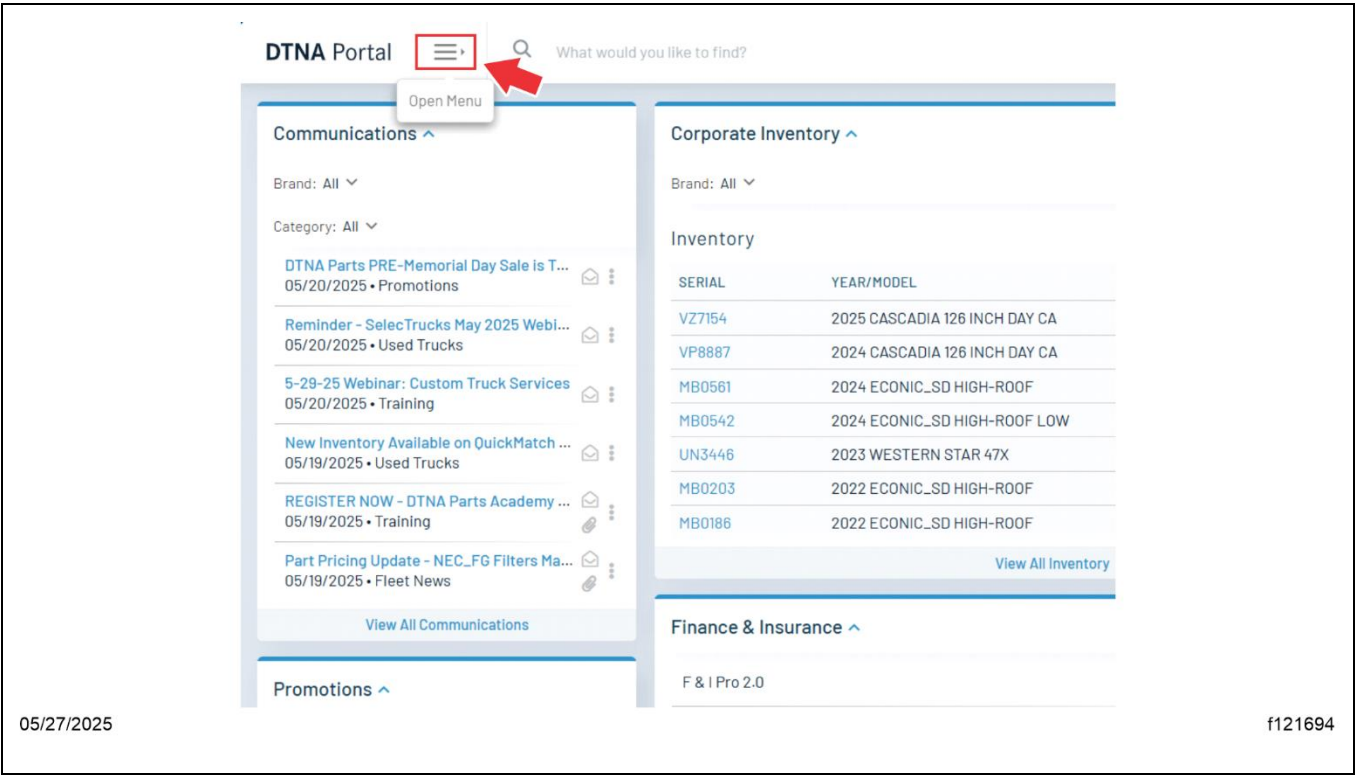 DTNA Portal
What would you like to find?
Open Menu
Communications
Brand: All
Category: All
DTNA Parts PRE-Memorial Day Sale is T...
05/20/2025 • Promotions
Reminder - SelecTrucks May 2025 Webi...
05/20/2025 • Used Trucks
5-29-25 Webinar: Custom Truck Services
05/20/2025 • Training
New Inventory Available on QuickMatch ...
05/19/2025 • Used Trucks
REGISTER NOW - DTNA Parts Academy ...
05/19/2025 • Training
Part Pricing Update - NEC_FG Filters Ma...
05/19/2025 • Fleet News
View All Communications
Promotions
Corporate Inventory
Brand: All
Inventory
SERIAL YEAR/MODEL
VZ7154 2025 CASCADIA 126 INCH DAY CA
VP8887 2024 CASCADIA 126 INCH DAY CA
MB0561 2024 ECONIC_SD HIGH-ROOF
MB0542 2024 ECONIC_SD HIGH-ROOF LOW
UN3446 2023 WESTERN STAR 47X
MB0203 2022 ECONIC_SD HIGH-ROOF
MB0186 2022 ECONIC_SD HIGH-ROOF
View All Inventory
Finance & Insurance
F & I Pro 2.0
05/27/2025
f121694